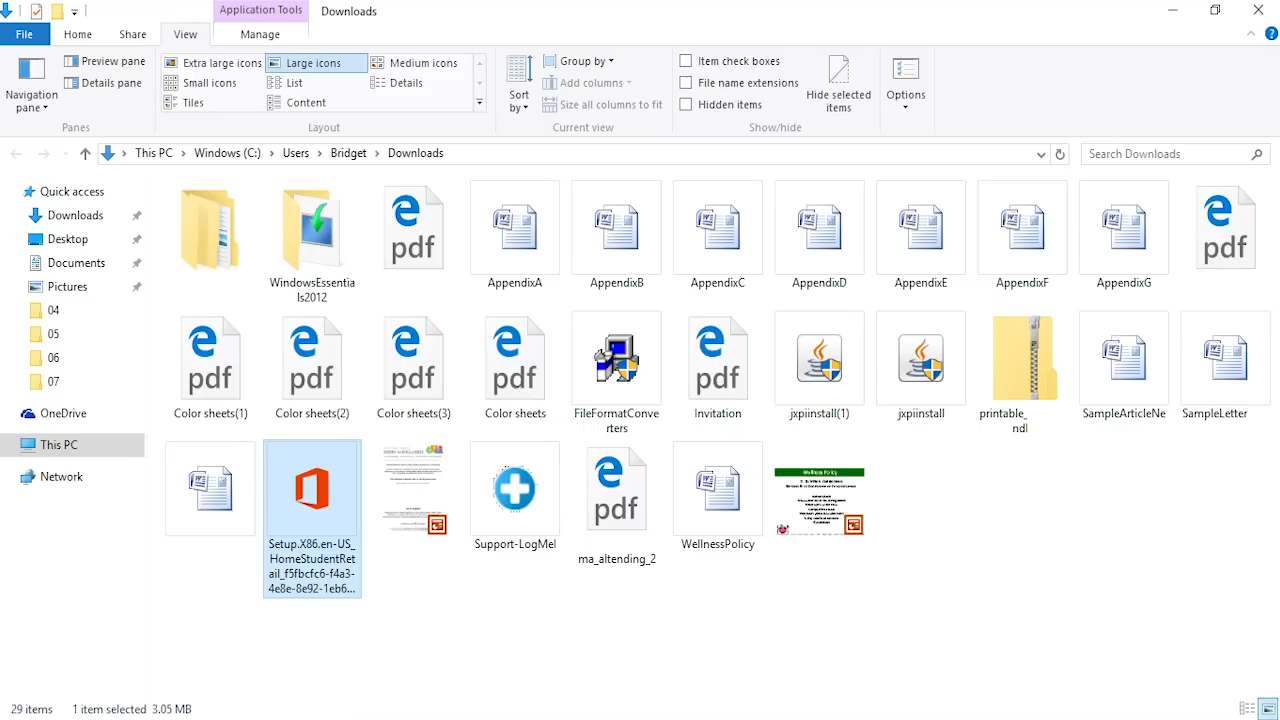 Application Tools
Downloads
File
Home
Share
View
Manage
Navigation
pane
Preview pane
Details pane
Panes
Extra large icons
Large icons
Medium icons
Small icons
List
Details
Tiles
Content
Layout
Sort
by
Group by
Add columns
Size all columns to fit
Current view
Item check boxes
File name extensions
Hidden items
Hide selected
items
Show/hide
Options
This PC
Windows (C:)
Users
Bridget
Downloads
Search Downloads
Quick access
Downloads
Desktop
Documents
Pictures
04
05
06
07
OneDrive
This PC
Network
WindowsEssentia
ls2012
pdf
AppendixA
AppendixB
AppendixC
AppendixD
AppendixE
AppendixF
AppendixG
pdf
pdf
Color sheets(1)
pdf
Color sheets(2)
pdf
Color sheets(3)
pdf
Color sheets
FileFormatConve
rters
pdf
Invitation
jxpiinstall(1)
jxpiinstall
printable_
ndl
SampleArticleNe
SampleLetter
Setup.X86.en-US_
HomeStudentRet
ail_f5fbcfc6-f4a3-
4e8e-8e92-1eb6...
Support-LogMeI
pdf
ma_altending_2
WellnessPolicy
Wellness Policy
29 items
1 item selected 3.05 MB